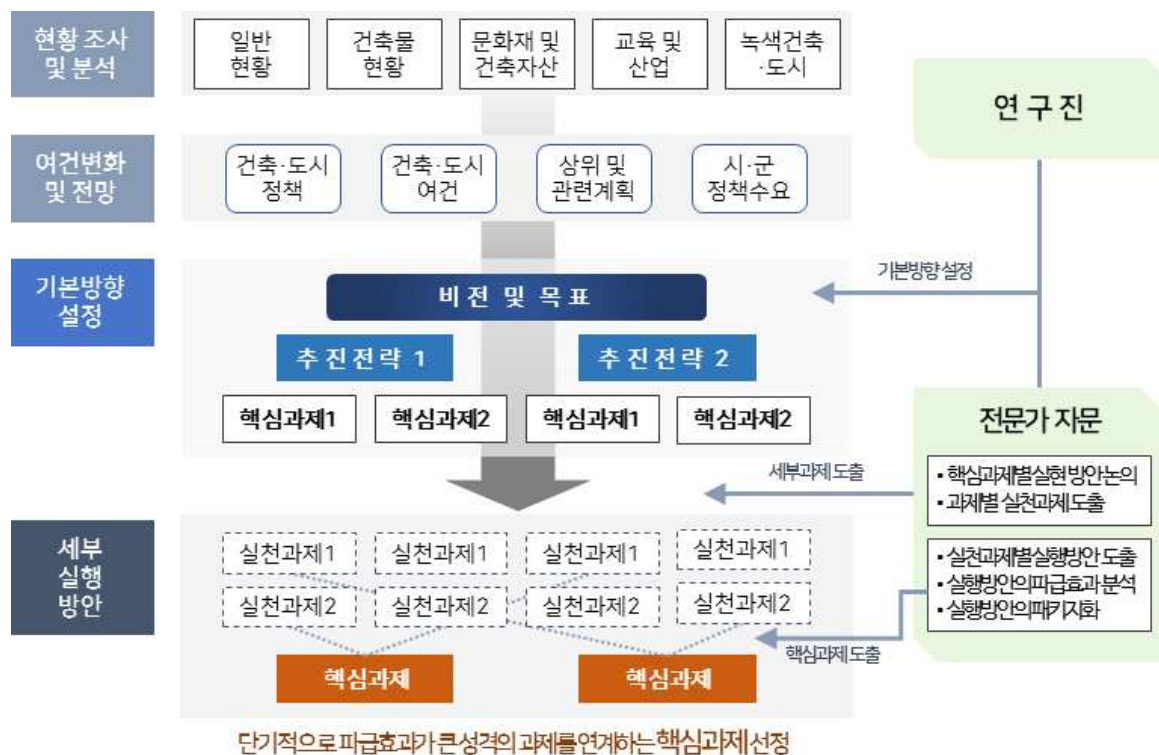 현황 조사
및 분석
일반
현황
건축물
현황
문화재 및
건축자산
교육 및
산업
녹색건축
·도시
연 구 진
여건변화
및 전망
건축·도시
정책
건축·도시
여건
상위 및
관련계획
시·군
정책수요
기본방향
설정
기본방향 설정
비전 및 목표
추진전략 1
추진전략 2
핵심과제1
핵심과제2
핵심과제1
핵심과제2
전문가 자문
▪ 핵심과제별 실현 방안 논의
▪ 과제별 실천과제 도출
▪ 실천과제별 실행방안 도출
▪ 실행방안의 파급효과 분석
▪ 실행방안의 패키지화
세부과제 도출
세부
실행
방안
실천과제1
실천과제1
실천과제1
실천과제1
실천과제2
실천과제2
실천과제2
실천과제2
핵심과제 도출
핵심과제
핵심과제
단기적으로 파급효과가 큰 성격의 과제를 연계하는 핵심과제 선정